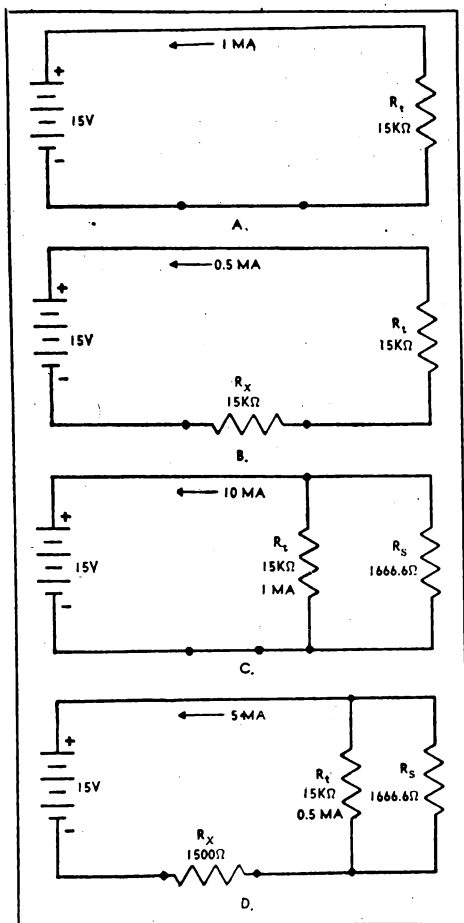 1 MA
+
15V
-
Rt
15KΩ
A.
0.5 MA
+
15V
-
Rt
15KΩ
RX
15KΩ
B.
10 MA
+
15V
-
Rt
15KΩ
1 MA
RS
1666.6Ω
C.
5 MA
+
15V
-
Rt
15KΩ
0.5 MA
RS
1666.6Ω
RX
1500Ω
D.